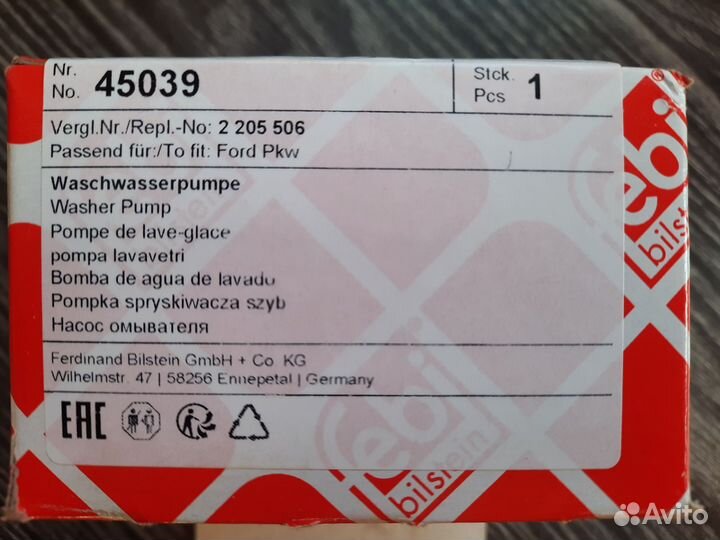 Nr.
No. 45039
Stck.
Pcs 1
Vergl.Nr./Repl.-No: 2 205 506
Passend für:/To fit: Ford Pkw
Waschwasserpumpe
Washer Pump
Pompe de lave-glace
pompa lavavetri
Bomba de agua de lavado
Pompka spryskiwacza szyb
Насос омывателя
Ferdinand Bilstein GmbH + Co. KG
Wilhelmstr. 47 | 58256 Ennepetal | Germany
EAC
febi
bilstein
febi
bilstein
Avito